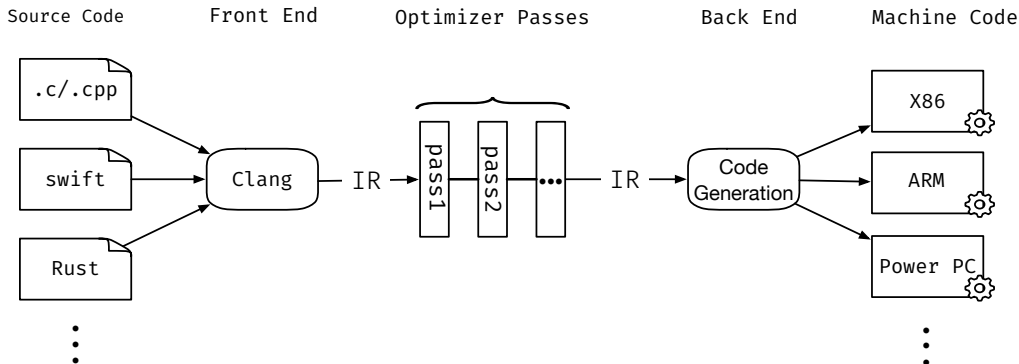 Source Code
Front End
Optimizer Passes
Back End
Machine Code
.c/.cpp
swift
Rust
Clang
IR
pass1
pass2
...
IR
Code
Generation
X86
ARM
Power PC